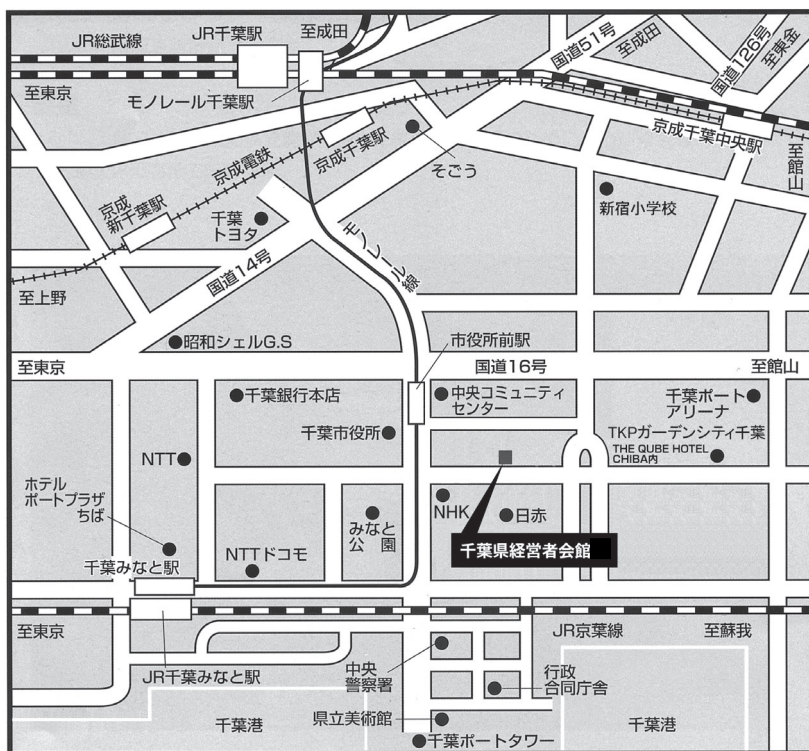 JR総武線
JR千葉駅
至成田
国道51号
至成田
国道126号
至東金
至東京
モノレール千葉駅
京成千葉中央駅
至館山
京成電鉄
京成千葉駅
そごう
新宿小学校
京成
新千葉駅
千葉
トヨタ
モノレール線
国道14号
至上野
昭和シェルG.S
市役所前駅
至東京
国道16号
至館山
千葉銀行本店
中央コミュニティ
センター
千葉ポート
アリーナ
千葉市役所
TKPガーデンシティ千葉
THE QUBE HOTEL
CHIBA内
NTT
ホテル
ポートプラザ
ちば
NHK
日赤
みなと
公園
千葉県経営者会館
千葉みなと駅
NTTドコモ
至東京
JR京葉線
至蘇我
JR千葉みなと駅
中央
警察署
行政
合同庁舎
千葉港
県立美術館
千葉港
千葉ポートタワー